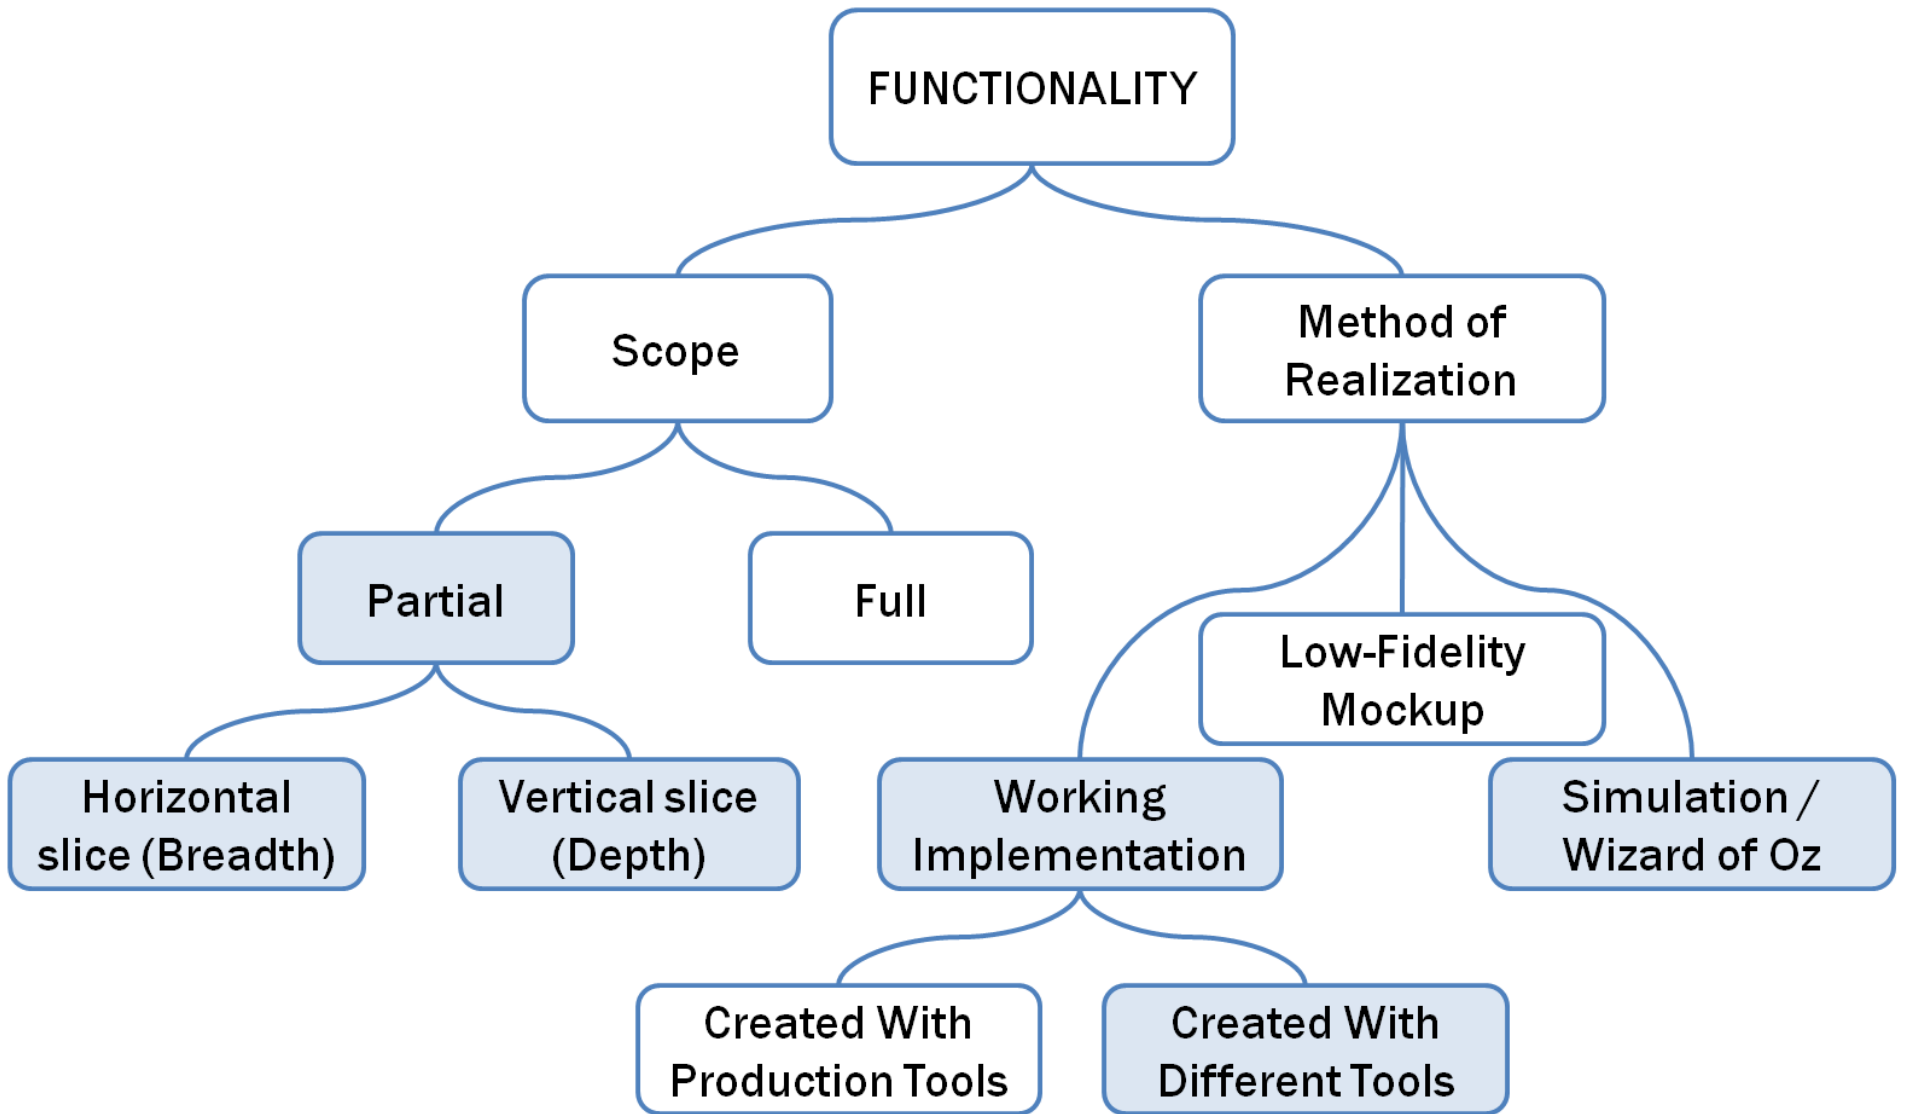 FUNCTIONALITY
Scope
Method of
Realization
Partial
Full
Low-Fidelity
Mockup
Horizontal
slice (Breadth)
Vertical slice
(Depth)
Working
Implementation
Simulation /
Wizard of Oz
Created With
Production Tools
Created With
Different Tools